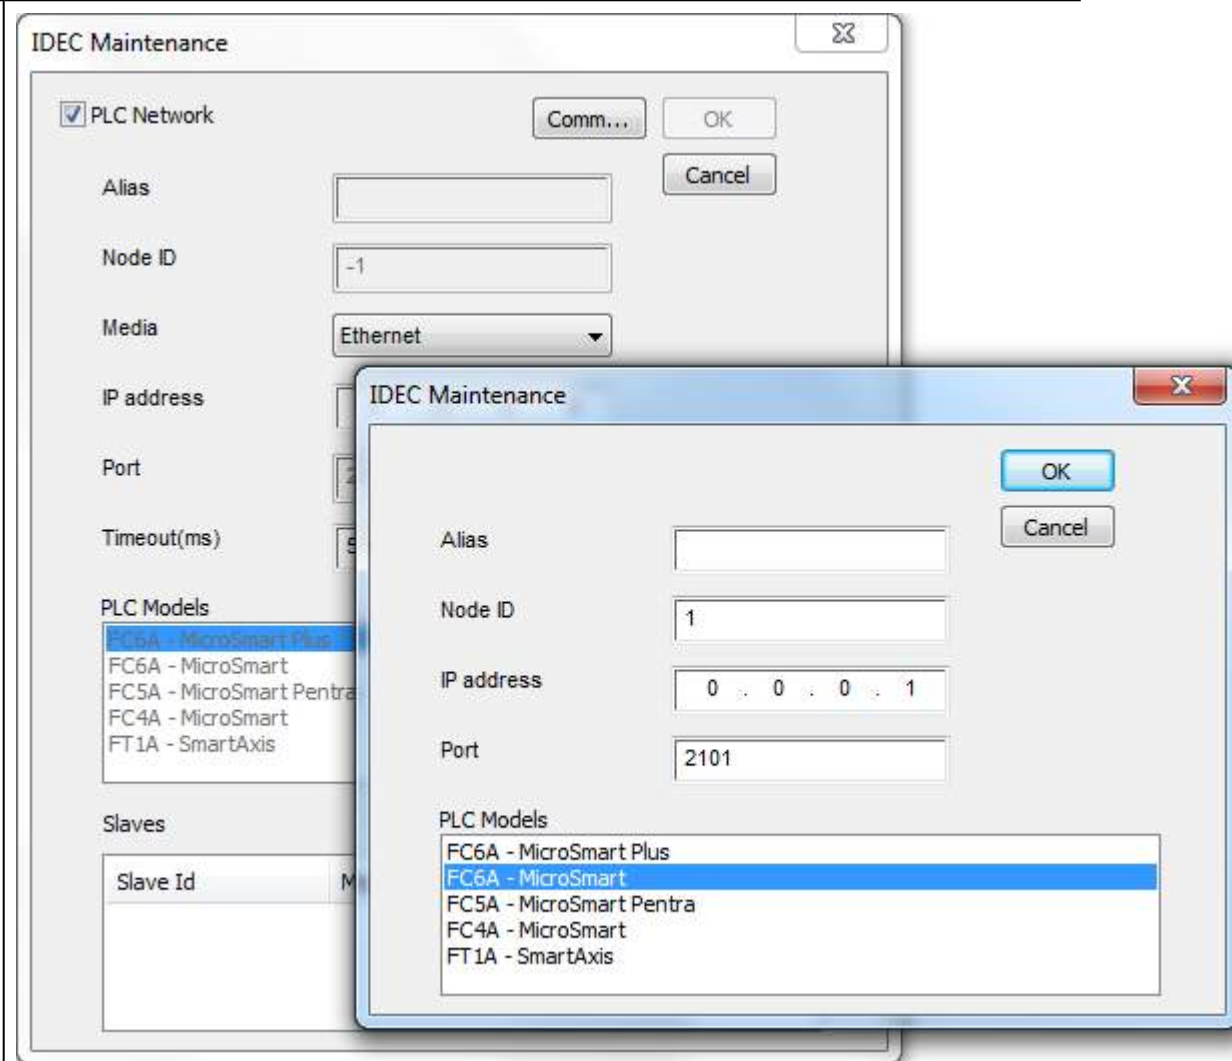 IDEC Maintenance
PLC Network
Comm...
OK
Cancel
Alias
Node ID
-1
Media
Ethernet
IP address
Port
Timeout(ms)
PLC Models
FC6A - MicroSmart Plus
FC6A - MicroSmart
FC5A - MicroSmart Pentra
FC4A - MicroSmart
FT1A - SmartAxis
Slaves
Slave Id
IDEC Maintenance
OK
Cancel
Alias
Node ID
1
IP address
0 . 0 . 0 . 1
Port
2101
PLC Models
FC6A - MicroSmart Plus
FC6A - MicroSmart
FC5A - MicroSmart Pentra
FC4A - MicroSmart
FT1A - SmartAxis